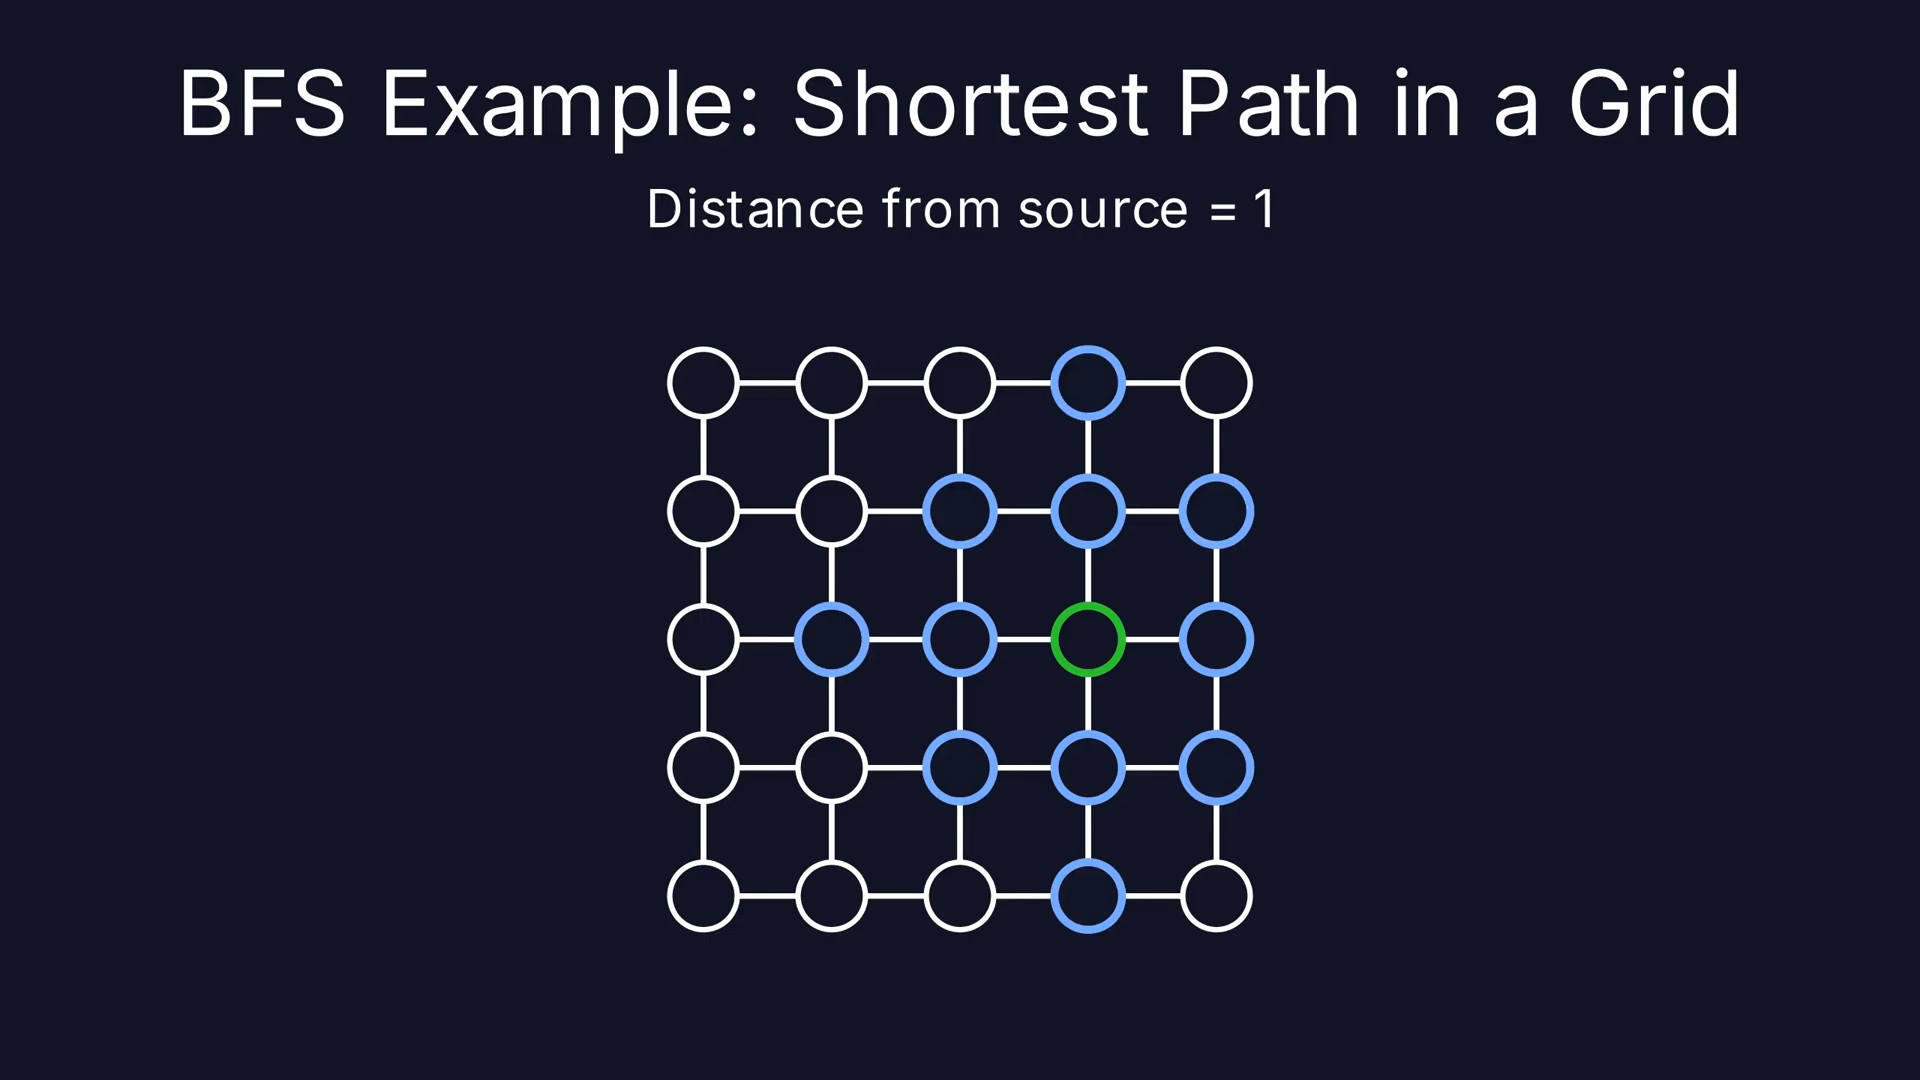 BFS Example: Shortest Path in a Grid
Distance from source = 1